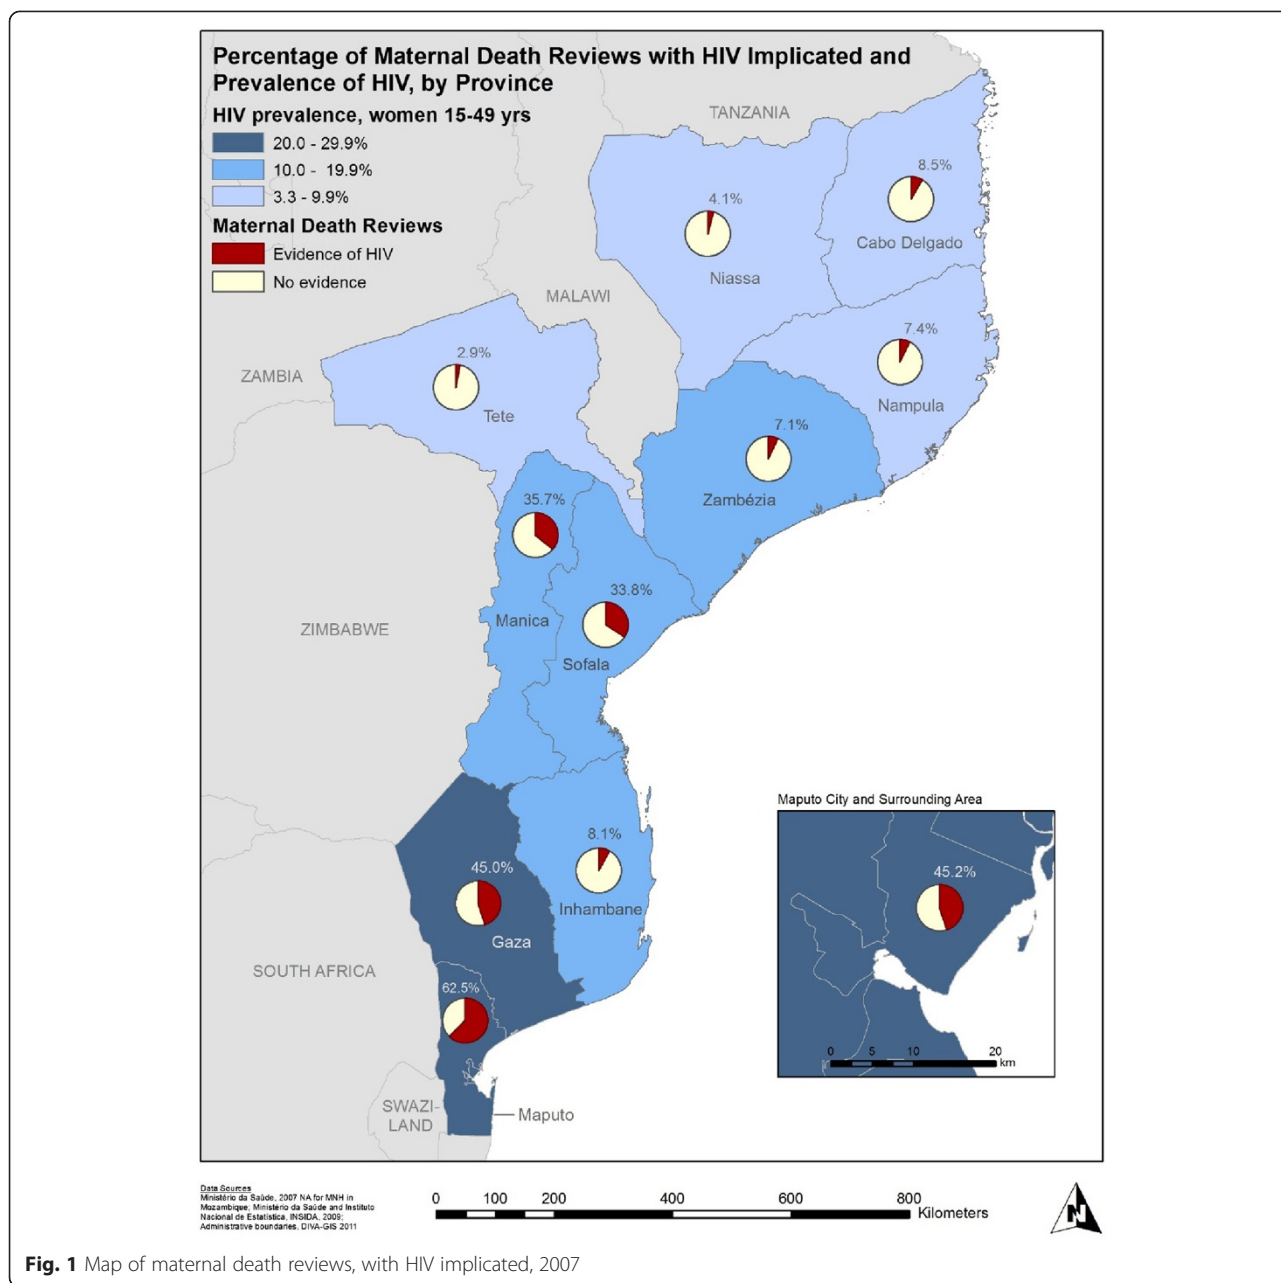 Percentage of Maternal Death Reviews with HIV Implicated and
Prevalence of HIV, by Province
HIV prevalence, women 15-49 yrs
20.0 - 29.9%
10.0 - 19.9%
3.3 - 9.9%
Maternal Death Reviews
Evidence of HIV
No evidence
TANZANIA
8.5%
Cabo Delgado
4.1%
Niassa
MALAWI
7.4%
Nampula
ZAMBIA
2.9%
Tete
7.1%
Zambézia
35.7%
Manica
33.8%
Sofala
ZIMBABWE
8.1%
Inhambane
45.0%
Gaza
SOUTH AFRICA
62.5%
SWAZI-
LAND
Maputo
Maputo City and Surrounding Area
45.2%
0 5 10 20
km
Data Sources
Ministério da Saúde, 2007 NA for MNH in
Mozambique; Ministério da Saúde and Instituto
Nacional de Estatística, INSIDA, 2009;
Administrative boundaries, DIVA-GIS 2011
0 100 200 400 600 800
Kilometers
N
Fig. 1 Map of maternal death reviews, with HIV implicated, 2007